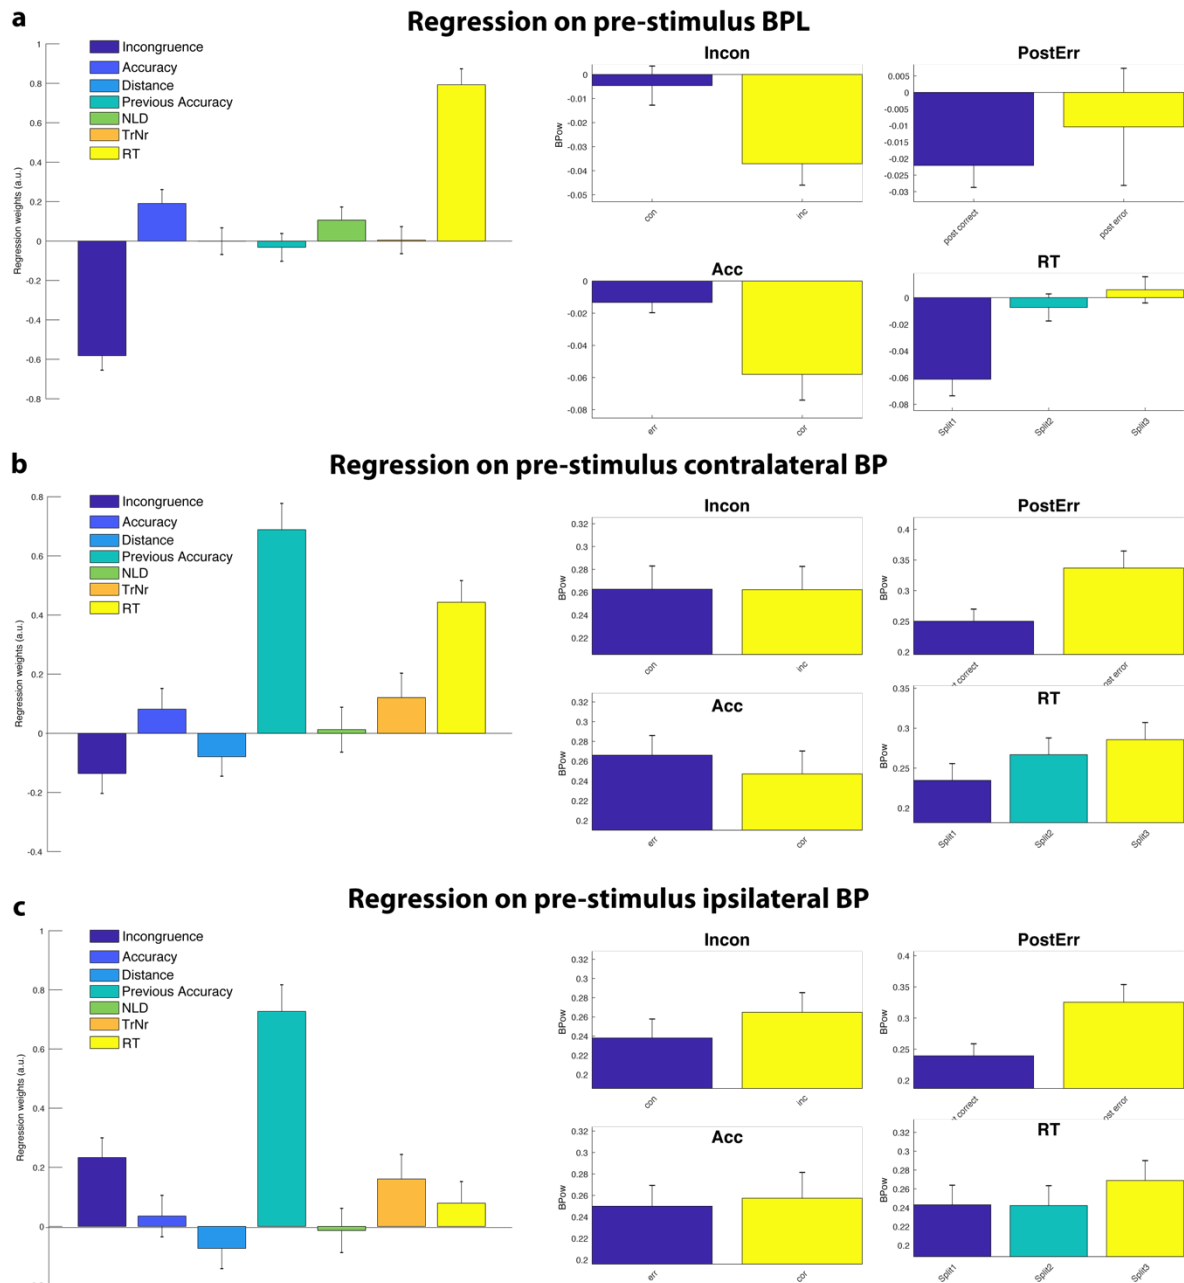 a
Regression on pre-stimulus BPL
Incongruence
Accuracy
Distance
Previous Accuracy
NLD
TrNr
RT
Regression weights (a.u.)
1
0.8
0.6
0.4
0.2
0
-0.2
-0.4
-0.6
-0.8
Incon
BPow
0
-0.01
-0.02
-0.03
-0.04
-0.05
con
inc
PostErr
0.005
0
-0.005
-0.01
-0.015
-0.02
-0.025
-0.03
post correct
post error
Acc
0
-0.02
-0.04
-0.06
-0.08
err
cor
RT
0
-0.02
-0.04
-0.06
-0.08
Split1
Split2
Split3
b
Regression on pre-stimulus contralateral BP
Incongruence
Accuracy
Distance
Previous Accuracy
NLD
TrNr
RT
Regression weights (a.u.)
0.8
0.6
0.4
0.2
0
-0.2
-0.4
Incon
BPow
0.32
0.3
0.28
0.26
0.24
0.22
con
inc
PostErr
BPow
0.4
0.35
0.3
0.25
0.2
correct
ost error
Acc
BPow
0.32
0.3
0.28
0.26
0.24
0.22
0.2
err
cor
RT
0.35
0.3
0.25
0.2
Split1
Split2
Split3
c
Regression on pre-stimulus ipsilateral BP
Incongruence
Accuracy
Distance
Previous Accuracy
NLD
TrNr
RT
Regression weights (a.u.)
1
0.8
0.6
0.4
0.2
0
Incon
BPow
0.32
0.3
0.28
0.26
0.24
0.22
0.2
con
inc
PostErr
BPow
0.4
0.35
0.3
0.25
0.2
correct
ost error
Acc
BPow
0.32
0.3
0.28
0.26
0.24
0.22
0.2
err
cor
RT
0.32
0.3
0.28
0.26
0.24
0.22
0.2
Split1
Split2
Split3